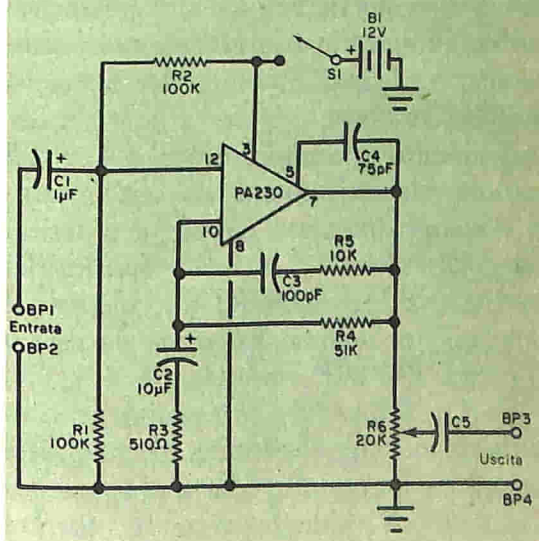 B1
12V
+
S1
R2
100K
3
C1
+
1µF
12
5
C4
75pF
PA230
7
10
8
R5
10K
C3
100pF
BP1
Entrata
BP2
R4
51K
+
C2
10µF
R1
100K
R3
510Ω
R6
20K
C5
BP3
Uscita
BP4